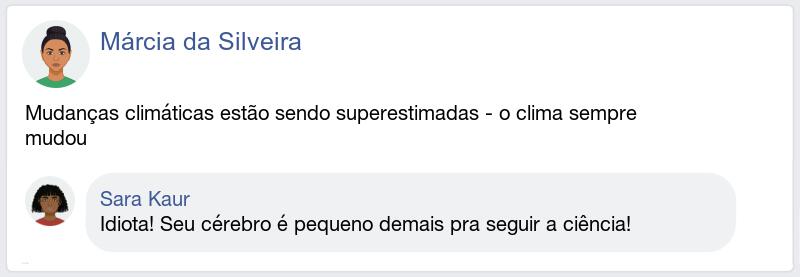 Márcia da Silveira
Mudanças climáticas estão sendo superestimadas - o clima sempre
mudou
Sara Kaur
Idiota! Seu cérebro é pequeno demais pra seguir a ciência!